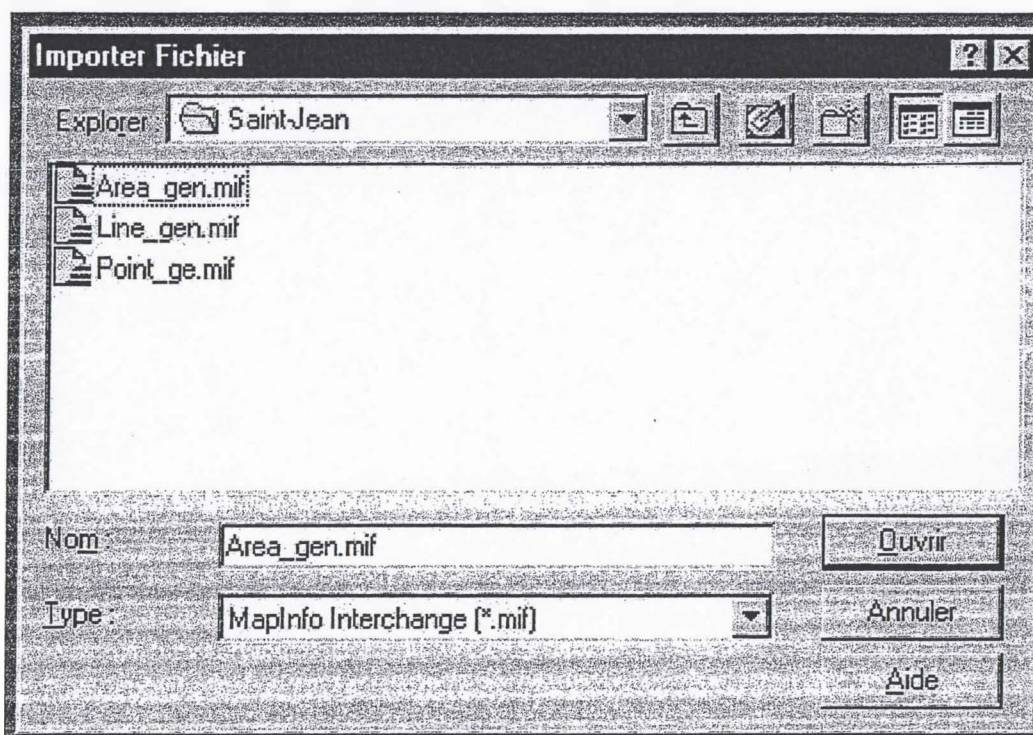 Importer Fichier
Explorer : Saint-Jean
Area_gen.mif
Line_gen.mif
Point_ge.mif
Nom : Area_gen.mif
Ouvrir
Type : MapInfo Interchange (*.mif)
Annuler
Aide